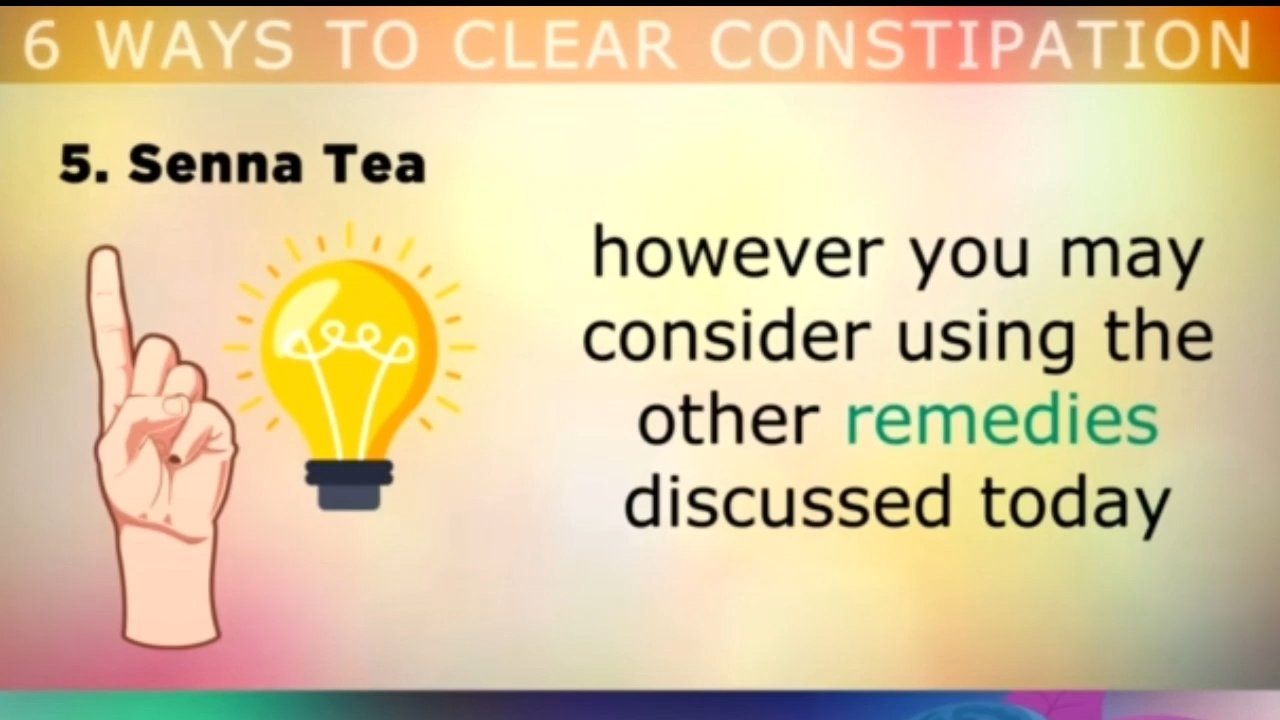 6 WAYS TO CLEAR CONSTIPATION
5. Senna Tea
however you may
consider using the
other remedies
discussed today